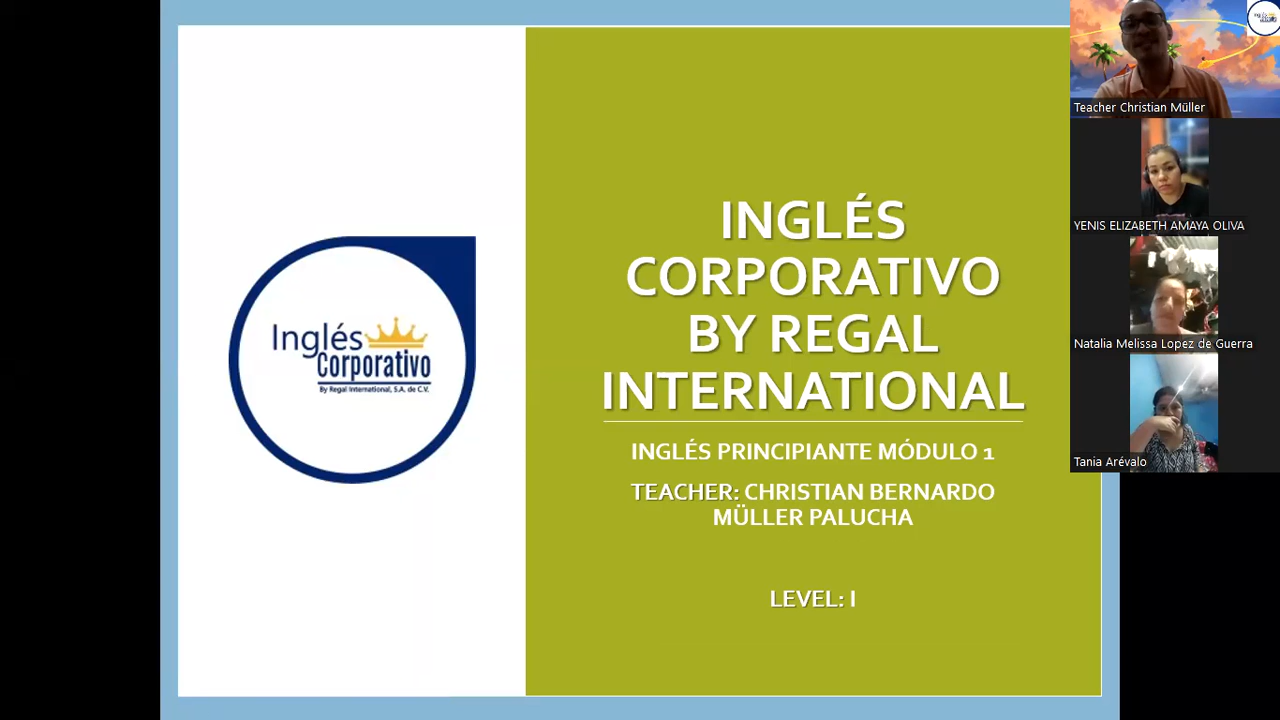 Inglés
Corporativo
By Regal International, S.A. de C.V.
INGLÉS
CORPORATIVO
BY REGAL
INTERNATIONAL
INGLÉS PRINCIPIANTE MÓDULO 1
TEACHER: CHRISTIAN BERNARDO
MÜLLER PALUCHA
LEVEL: I
Teacher Christian Müller
YENIS ELIZABETH AMAYA OLIVA
Natalia Melissa Lopez de Guerra
Tania Arévalo